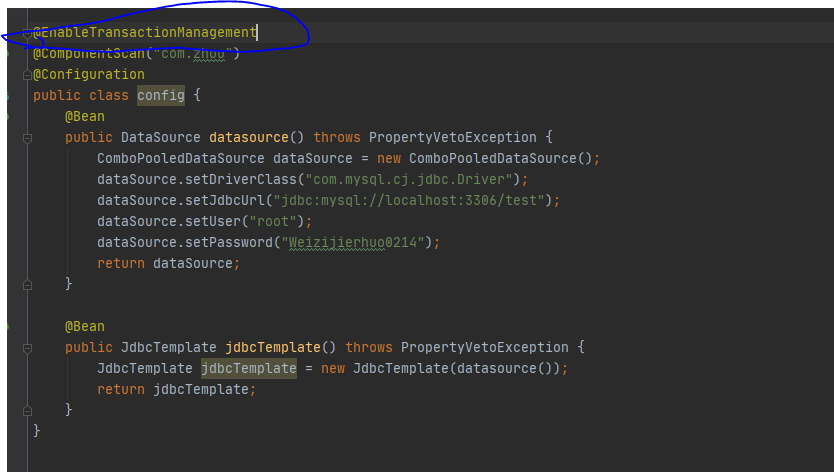 @EnableTransactionManagement
@ComponentScan("com.zhou")
@Configuration
public class config {
@Bean
public DataSource datasource() throws PropertyVetoException {
ComboPooledDataSource dataSource = new ComboPooledDataSource();
dataSource.setDriverClass("com.mysql.cj.jdbc.Driver");
dataSource.setJdbcUrl("jdbc:mysql://localhost:3306/test");
dataSource.setUser("root");
dataSource.setPassword("Weizijierhuo0214");
return dataSource;
}
@Bean
public JdbcTemplate jdbcTemplate() throws PropertyVetoException {
JdbcTemplate jdbcTemplate = new JdbcTemplate(datasource());
return jdbcTemplate;
}
}